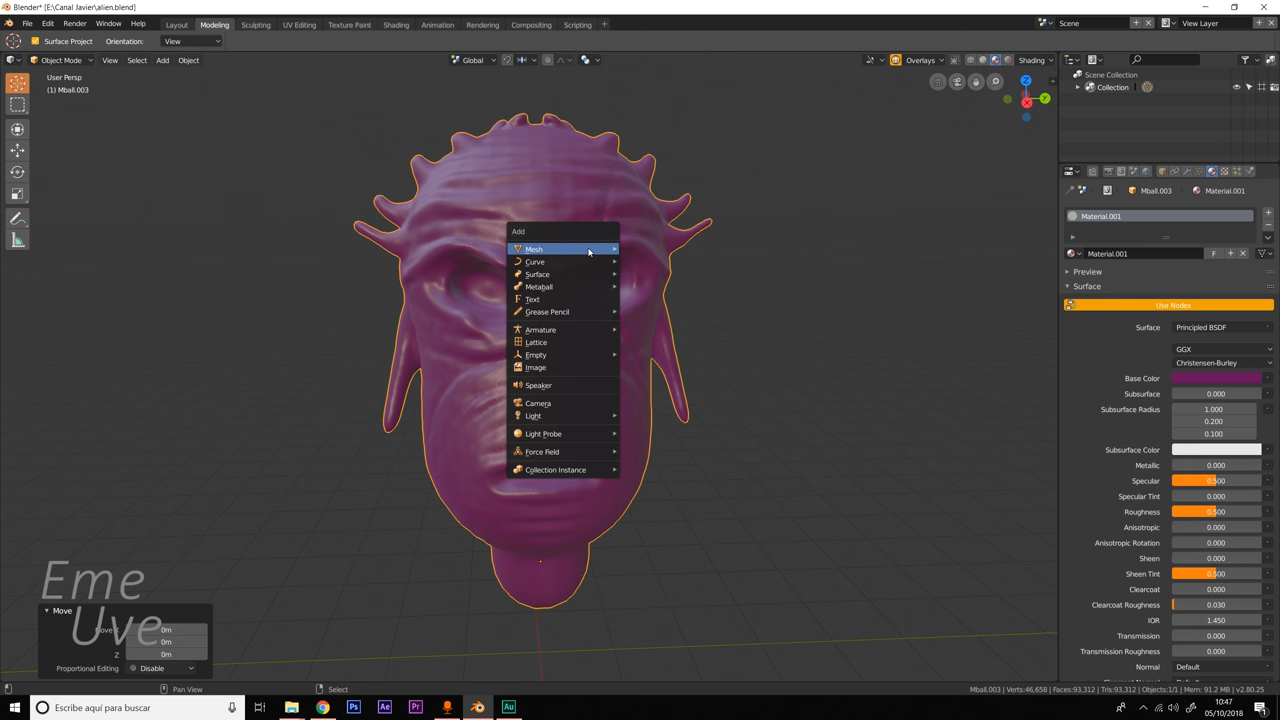 Blender* [E:\Canal Javier\alien.blend]
File Edit Render Window Help Layout Modeling Sculpting UV Editing Texture Paint Shading Animation Rendering Compositing Scripting + Scene View Layer
Surface Project Orientation: View
Object Mode View Select Add Object Global Overlays Shading
User Persp
(1) Mball.003
Z
Y
X
Scene Collection
Collection
Mball.003 Material.001
Material.001
Material.001 F
Preview
Surface
Use Nodes
Surface Principled BSDF
GGX
Christensen-Burley
Base Color
Subsurface 0.000
Subsurface Radius 1.000
0.200
0.100
Subsurface Color
Metallic 0.000
Specular 0.500
Specular Tint 0.000
Roughness 0.500
Anisotropic 0.000
Anisotropic Rotation 0.000
Sheen 0.000
Sheen Tint 0.500
Clearcoat 0.000
Clearcoat Roughness 0.030
IOR 1.450
Transmission 0.000
Transmission Roughness 0.000
Normal Default
Add
Mesh
Curve
Surface
Metaball
Text
Grease Pencil
Armature
Lattice
Empty
Image
Speaker
Camera
Light
Light Probe
Force Field
Collection Instance
Eme
Uve
Move
0m
0m
Z 0m
Proportional Editing Disable
Pan View Select Mball.003 | Verts:46,658 | Faces:93,312 | Tris:93,312 | Objects:1/1 | Mem: 91.2 MB | v2.80.25
Escribe aquí para buscar
Ps Ae Pr Au
10:47
05/10/2018